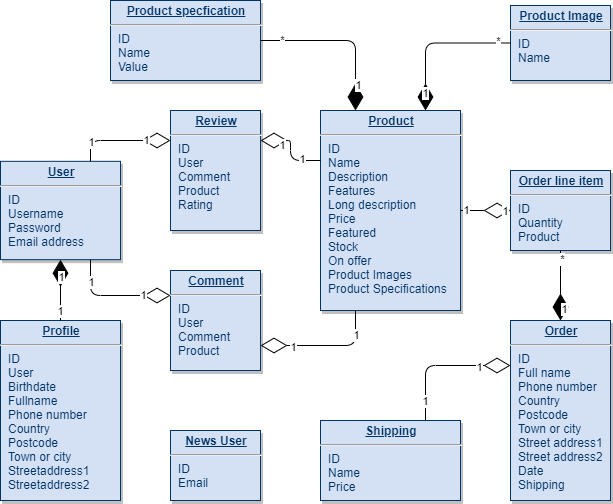 Product specfication
ID
Name
Value
Product Image
ID
Name
*
1
*
1
Review
ID
User
Comment
Product
Rating
1
1
1
1
Product
ID
Name
Description
Features
Long description
Price
Featured
Stock
On offer
Product Images
Product Specifications
User
ID
Username
Password
Email address
Order line item
ID
Quantity
Product
1
1
*
1
1
1
Comment
ID
User
Comment
Product
1
1
1
1
Profile
ID
User
Birthdate
Fullname
Phone number
Country
Postcode
Town or city
Streetaddress1
Streetaddress2
News User
ID
Email
Shipping
ID
Name
Price
1
1
Order
ID
Full name
Phone number
Country
Postcode
Town or city
Street address1
Street address2
Date
Shipping